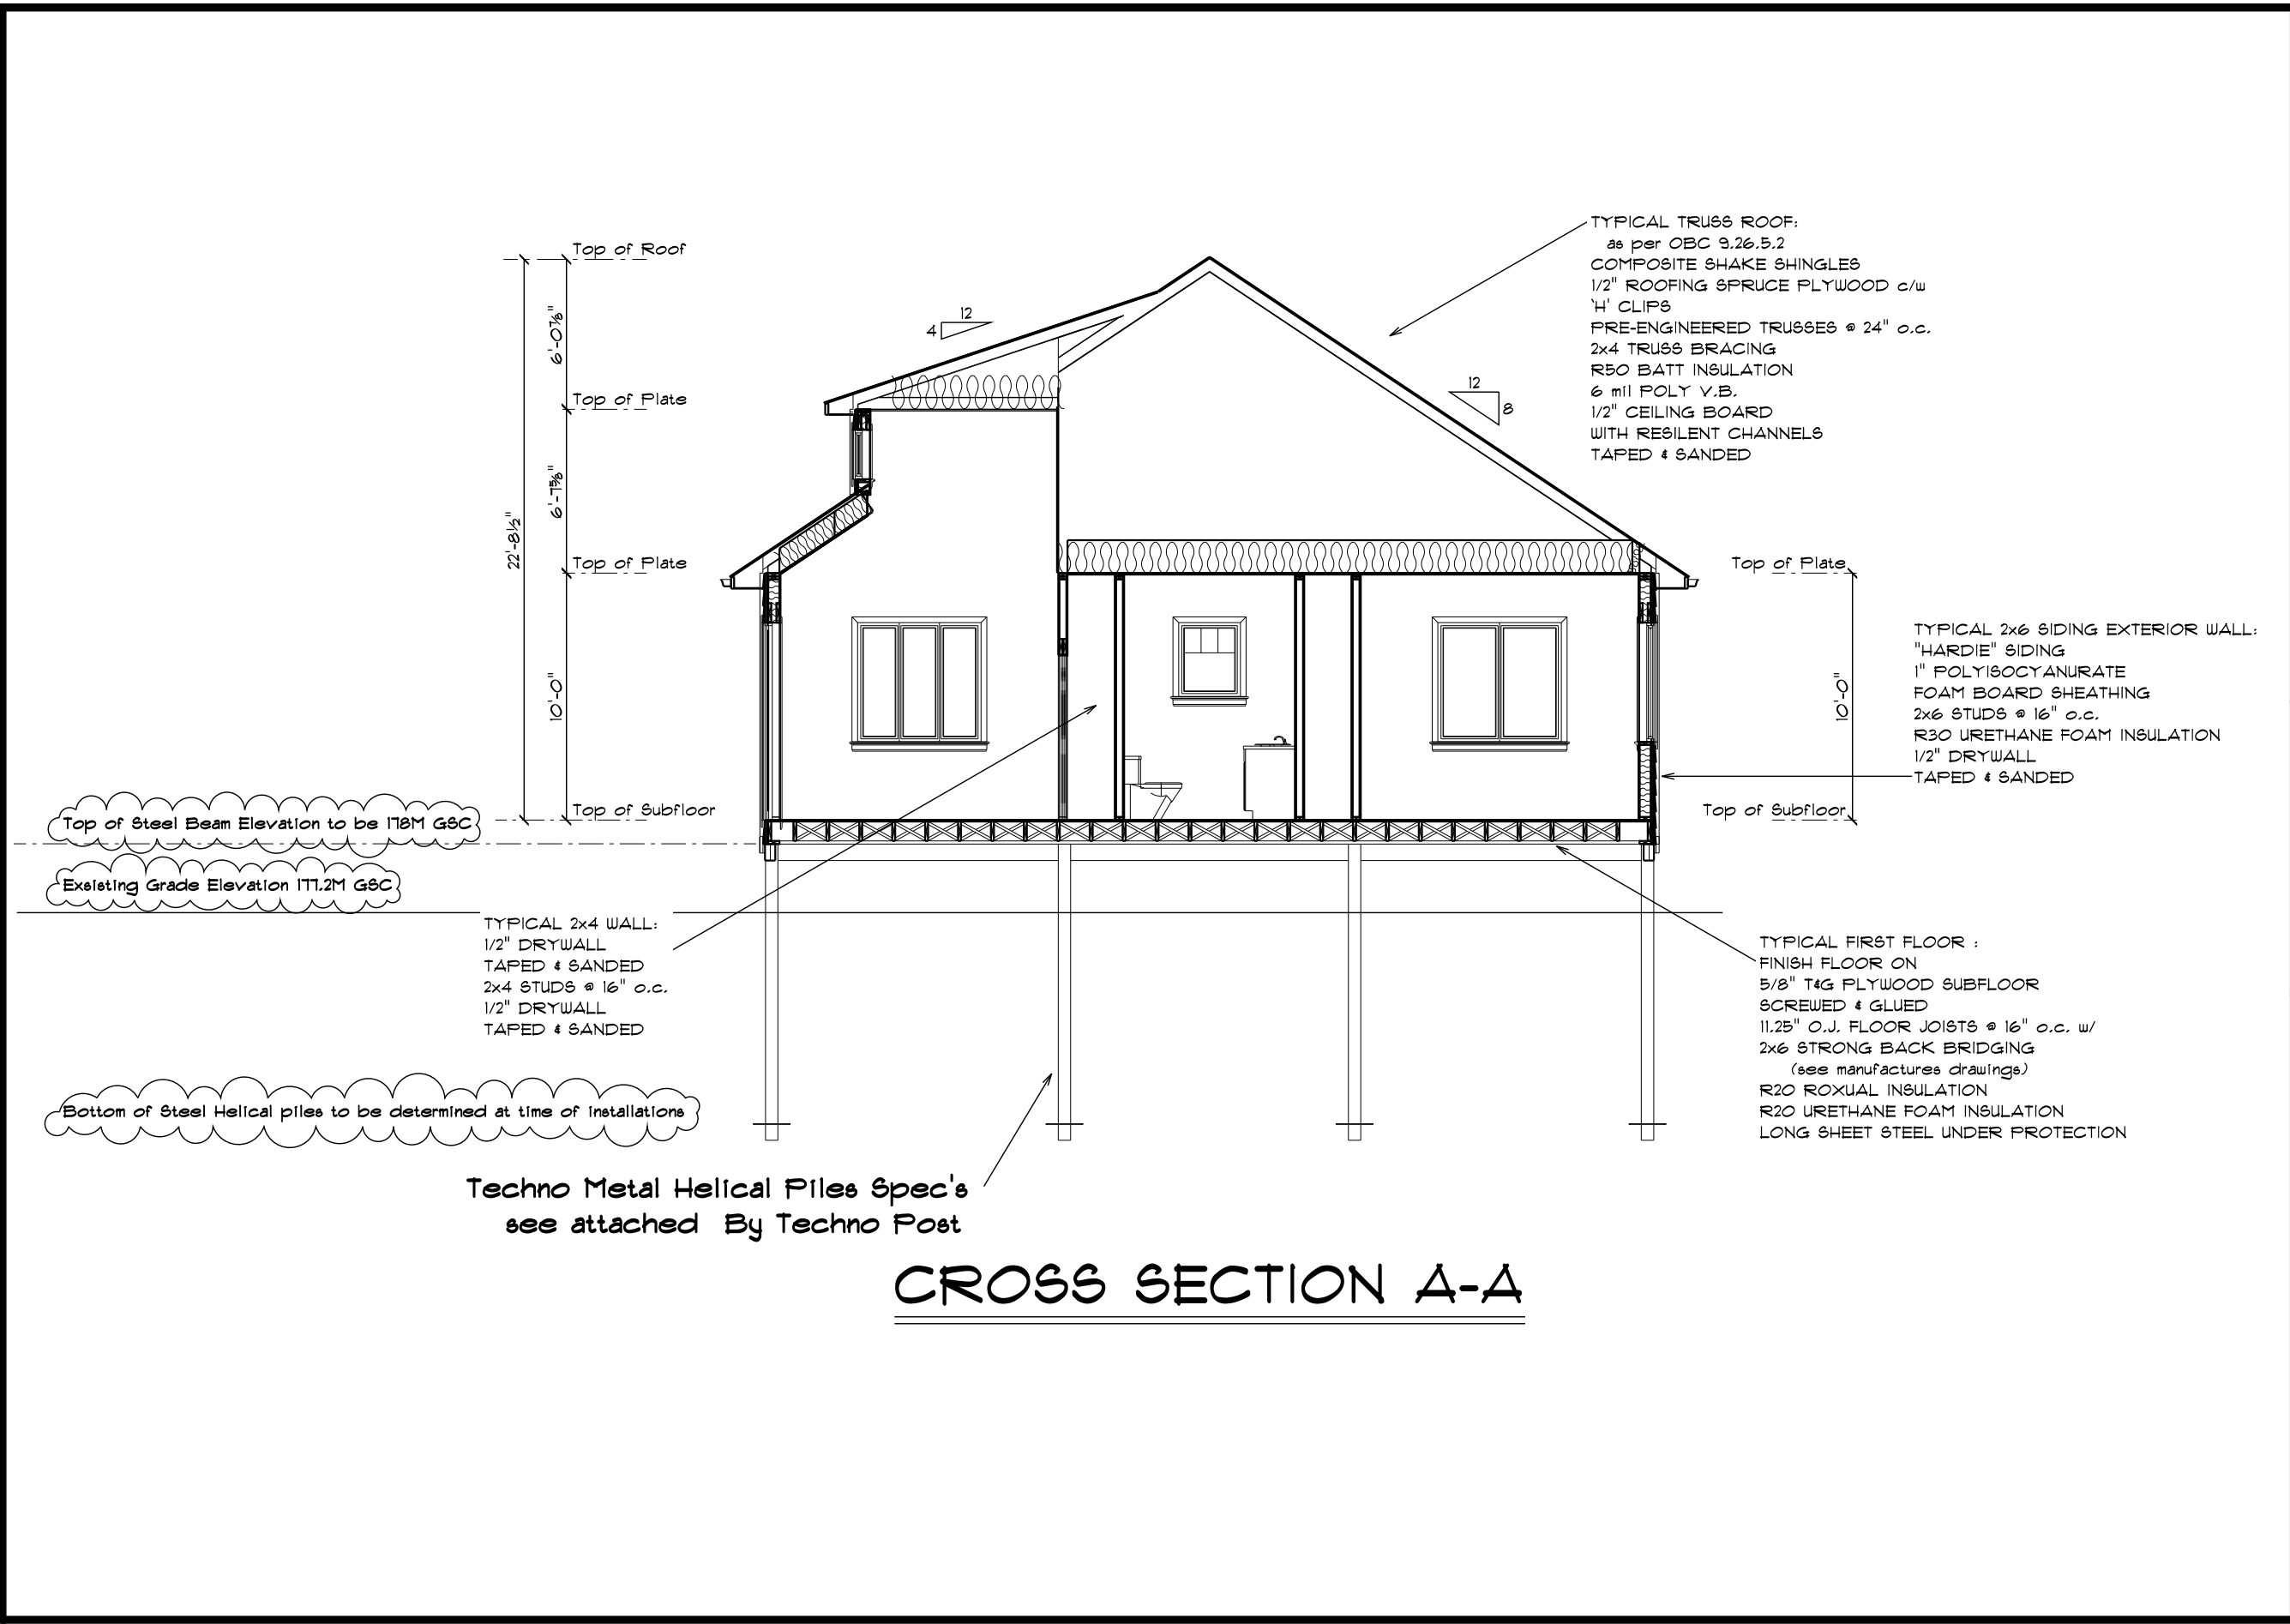 Top of Roof
12
4
6'-0⅞"
Top of Plate
6'-7⅝"
22'-8½"
Top of Plate
10'-0"
Top of Subfloor
12
8
TYPICAL TRUSS ROOF:
as per OBC 9.26.5.2
COMPOSITE SHAKE SHINGLES
1/2" ROOFING SPRUCE PLYWOOD c/w
'H' CLIPS
PRE-ENGINEERED TRUSSES @ 24" o.c.
2x4 TRUSS BRACING
R50 BATT INSULATION
6 mil POLY V.B.
1/2" CEILING BOARD
WITH RESILENT CHANNELS
TAPED & SANDED
Top of Plate
10'-0"
Top of Subfloor
TYPICAL 2x6 SIDING EXTERIOR WALL:
"HARDIE" SIDING
1" POLYISOCYANURATE
FOAM BOARD SHEATHING
2x6 STUDS @ 16" o.c.
R30 URETHANE FOAM INSULATION
1/2" DRYWALL
TAPED & SANDED
Top of Steel Beam Elevation to be 178M GSC
Exsisting Grade Elevation 177.2M GSC
TYPICAL 2x4 WALL:
1/2" DRYWALL
TAPED & SANDED
2x4 STUDS @ 16" o.c.
1/2" DRYWALL
TAPED & SANDED
TYPICAL FIRST FLOOR :
FINISH FLOOR ON
5/8" T&G PLYWOOD SUBFLOOR
SCREWED & GLUED
11.25" O.J. FLOOR JOISTS @ 16" o.c. w/
2x6 STRONG BACK BRIDGING
(see manufactures drawings)
R20 ROXUAL INSULATION
R20 URETHANE FOAM INSULATION
LONG SHEET STEEL UNDER PROTECTION
Bottom of Steel Helical piles to be determined at time of installations
Techno Metal Helical Piles Spec's
see attached By Techno Post
CROSS SECTION A-A